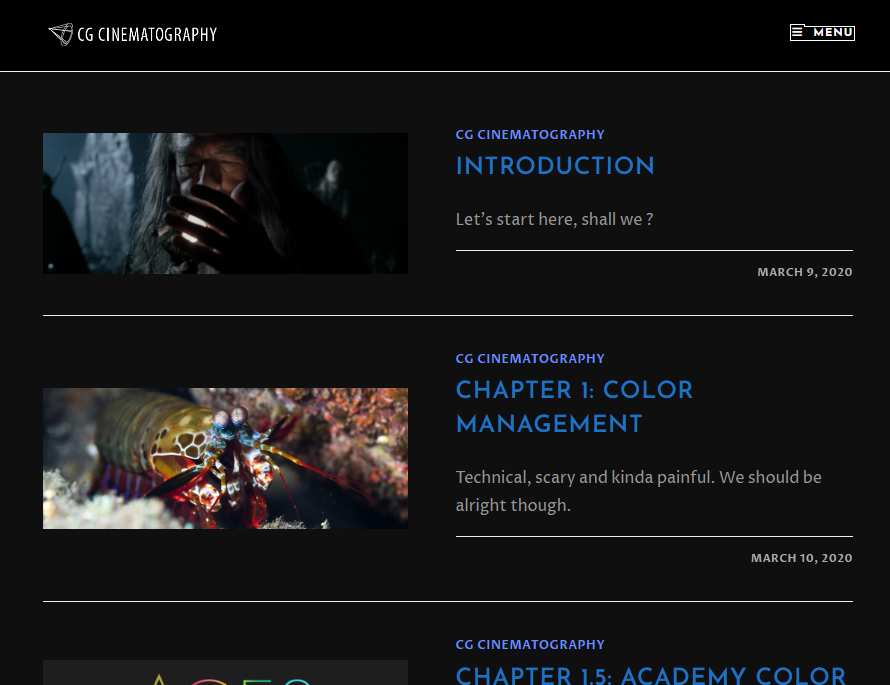 CG CINEMATOGRAPHY
MENU
CG CINEMATOGRAPHY
INTRODUCTION
Let's start here, shall we ?
MARCH 9, 2020
CG CINEMATOGRAPHY
CHAPTER 1: COLOR
MANAGEMENT
Technical, scary and kinda painful. We should be
alright though.
MARCH 10, 2020
CG CINEMATOGRAPHY
CHAPTER 1.5: ACADEMY COLOR